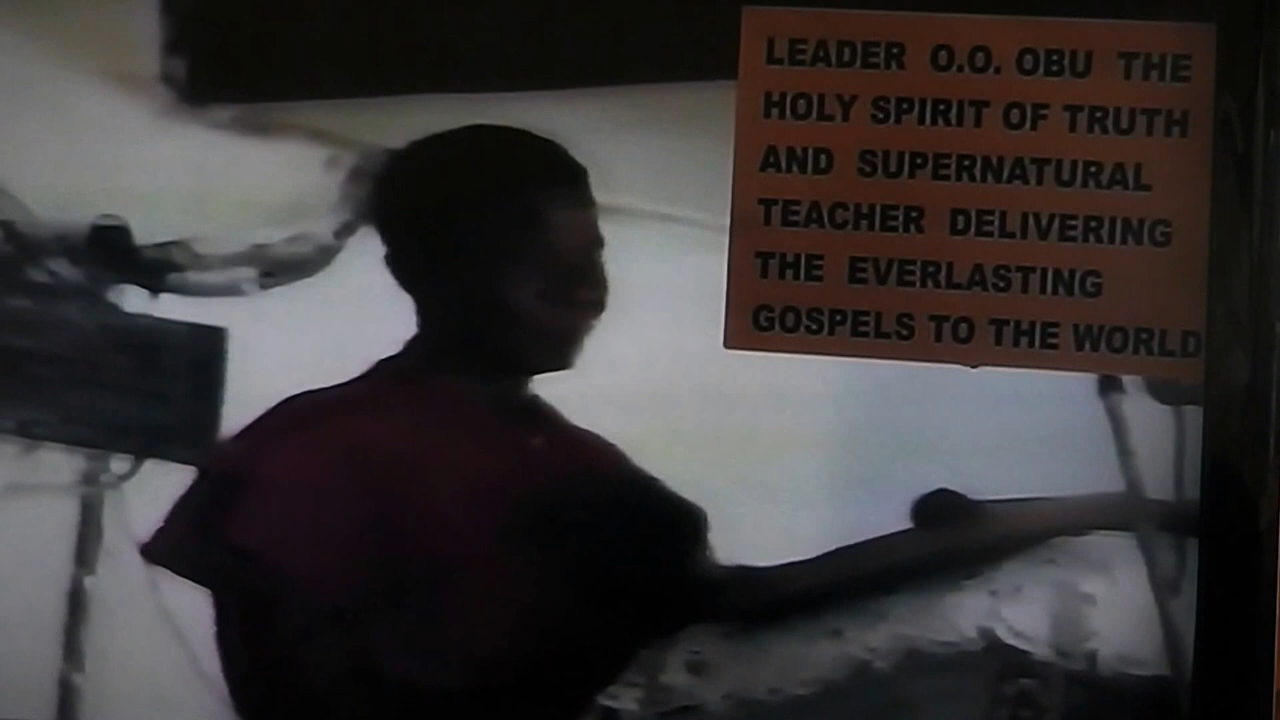 LEADER O.O. OBU THE
HOLY SPIRIT OF TRUTH
AND SUPERNATURAL
TEACHER DELIVERING
THE EVERLASTING
GOSPELS TO THE WORLD